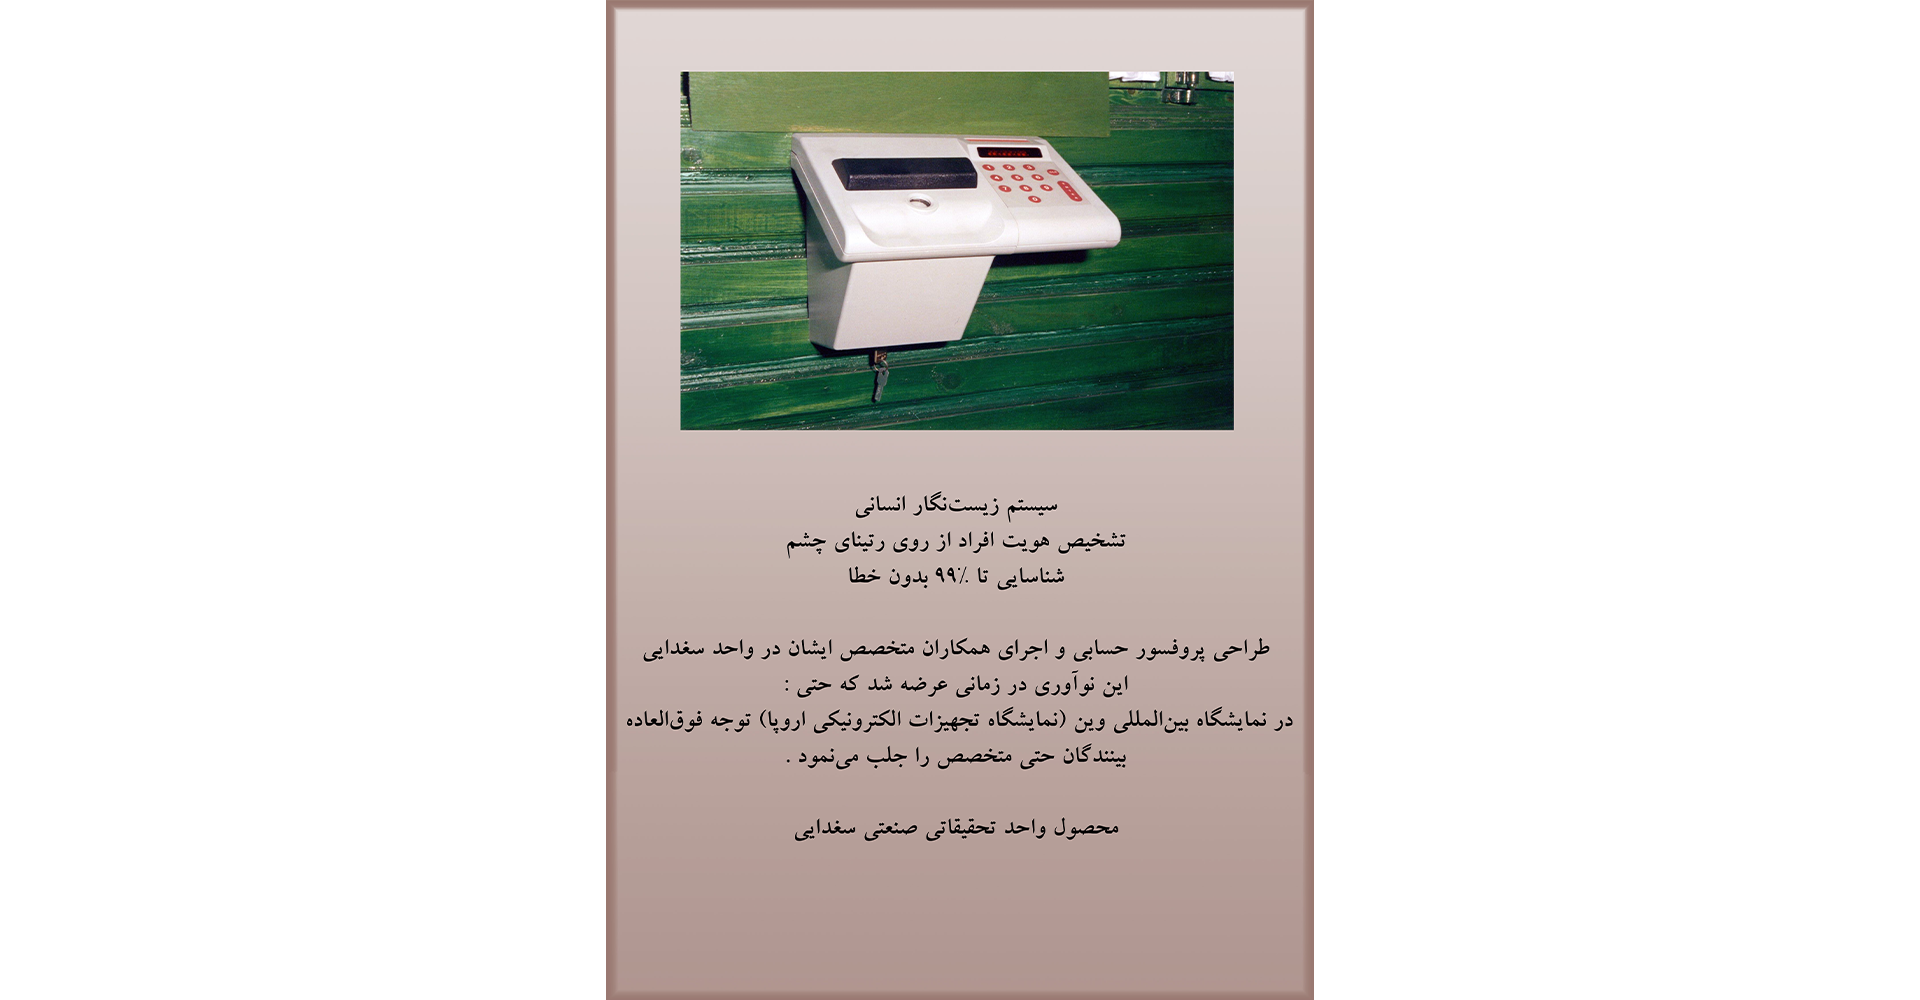 سیستم زیست‌نگار انسانی
تشخیص هویت افراد از روی رتینای چشم
شناسایی تا ۹۹٪ بدون خطا
طراحی پروفسور حسابی و اجرای همکاران متخصص ایشان در واحد سغدایی
این نوآوری در زمانی عرضه شد که حتی :
در نمایشگاه بین‌المللی وین (نمایشگاه تجهیزات الکترونیکی اروپا) توجه فوق‌العاده
بینندگان حتی متخصص را جلب می‌نمود .
محصول واحد تحقیقاتی صنعتی سغدایی